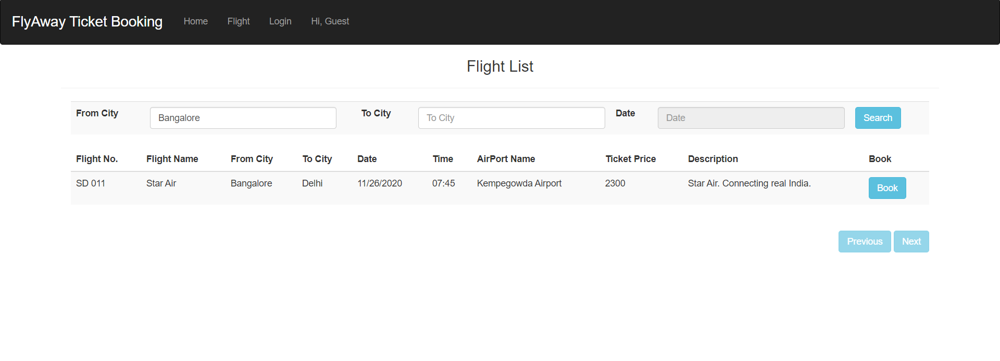 FlyAway Ticket Booking Home Flight Login Hi, Guest
Flight List
From City Bangalore To City To City Date Date Search
Flight No. Flight Name From City To City Date Time AirPort Name Ticket Price Description Book
SD 011 Star Air Bangalore Delhi 11/26/2020 07:45 Kempegowda Airport 2300 Star Air. Connecting real India. Book
Previous Next